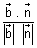 b⃗ . n⃗
|b⃗| |n⃗|